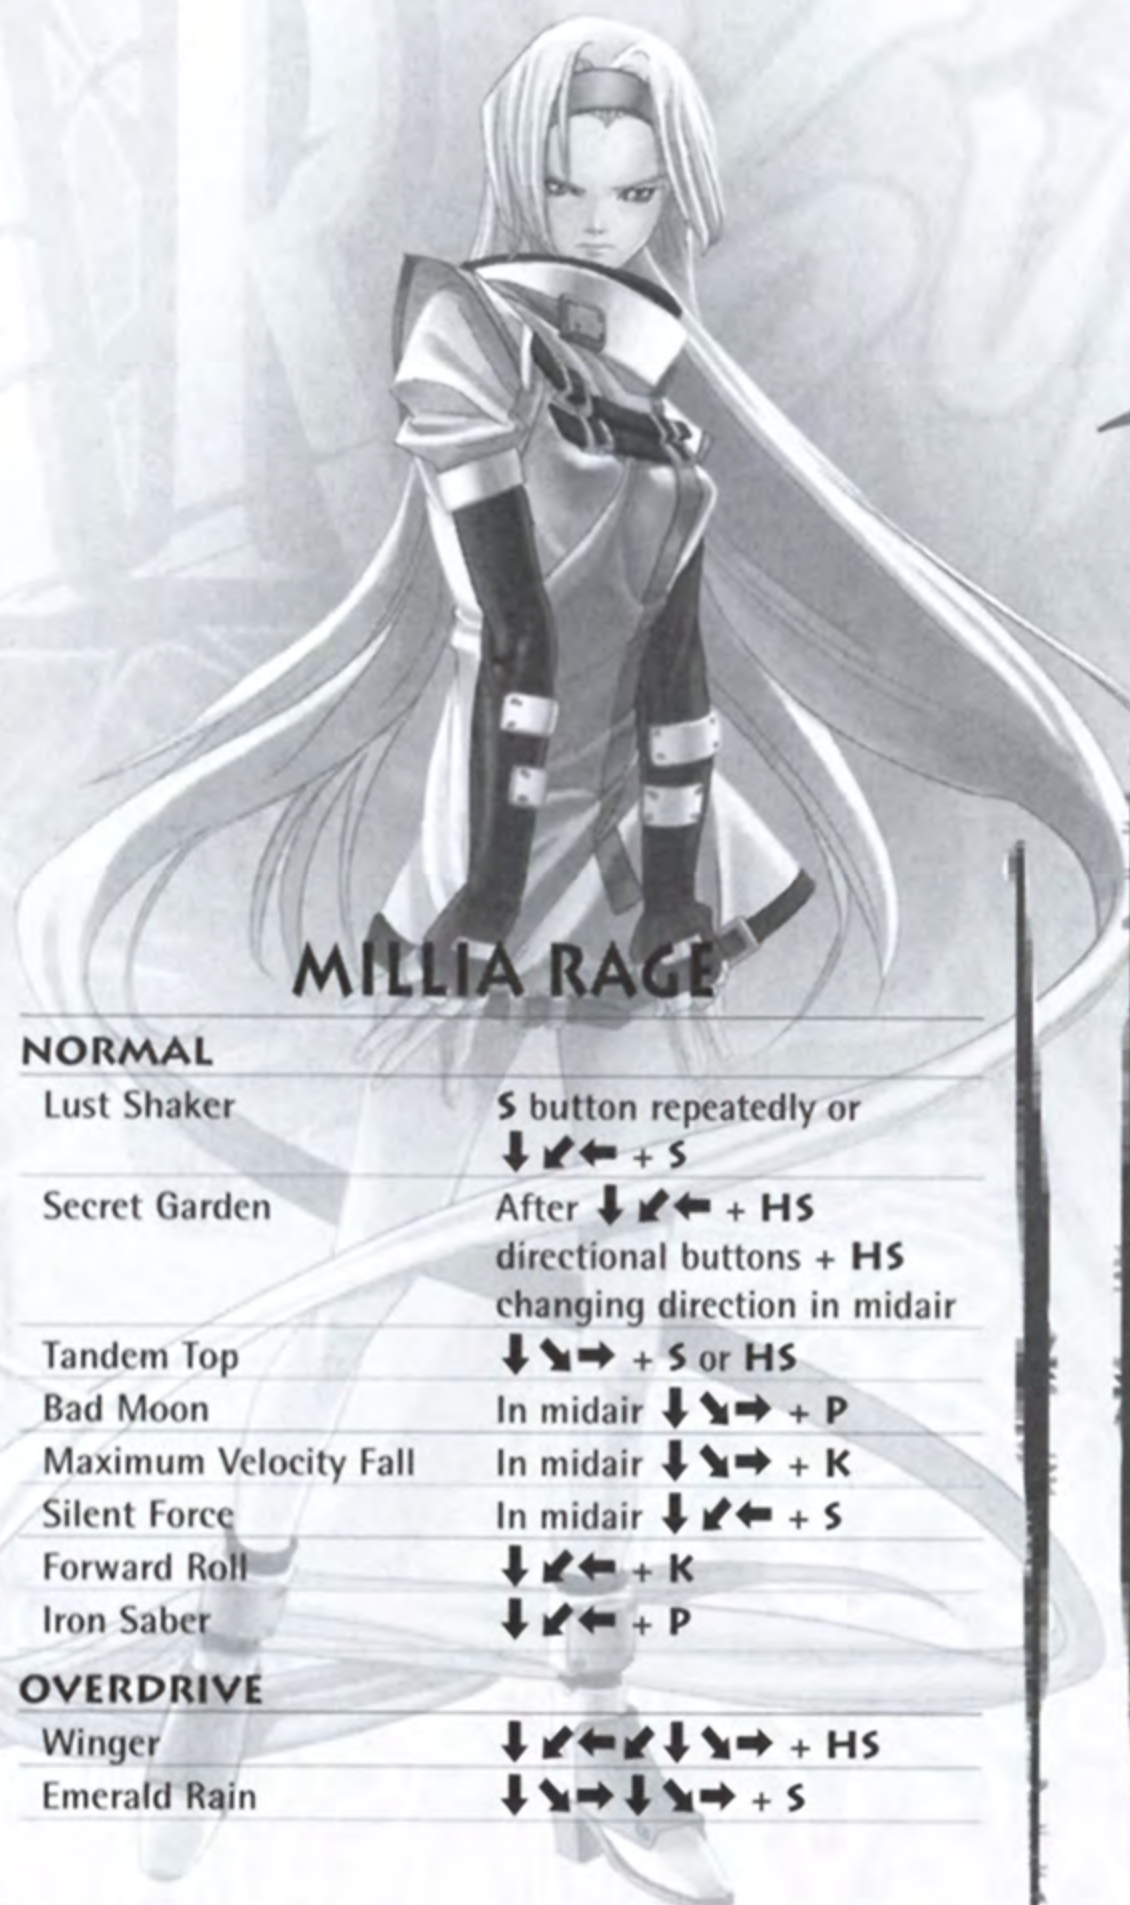 MILLIA RAGE
NORMAL
Lust Shaker S button repeatedly or
⬇ ⬋ ⬅ + S
Secret Garden After ⬇ ⬋ ⬅ + HS
directional buttons + HS
changing direction in midair
Tandem Top ⬇ ⬊ ➡ + S or HS
Bad Moon In midair ⬇ ⬊ ➡ + P
Maximum Velocity Fall In midair ⬇ ⬊ ➡ + K
Silent Force In midair ⬇ ⬋ ⬅ + S
Forward Roll ⬇ ⬋ ⬅ + K
Iron Saber ⬇ ⬋ ⬅ + P
OVERDRIVE
Winger ⬇ ⬋ ⬅ ⬋ ⬇ ⬊ ➡ + HS
Emerald Rain ⬇ ⬊ ➡ ⬇ ⬊ ➡ + S